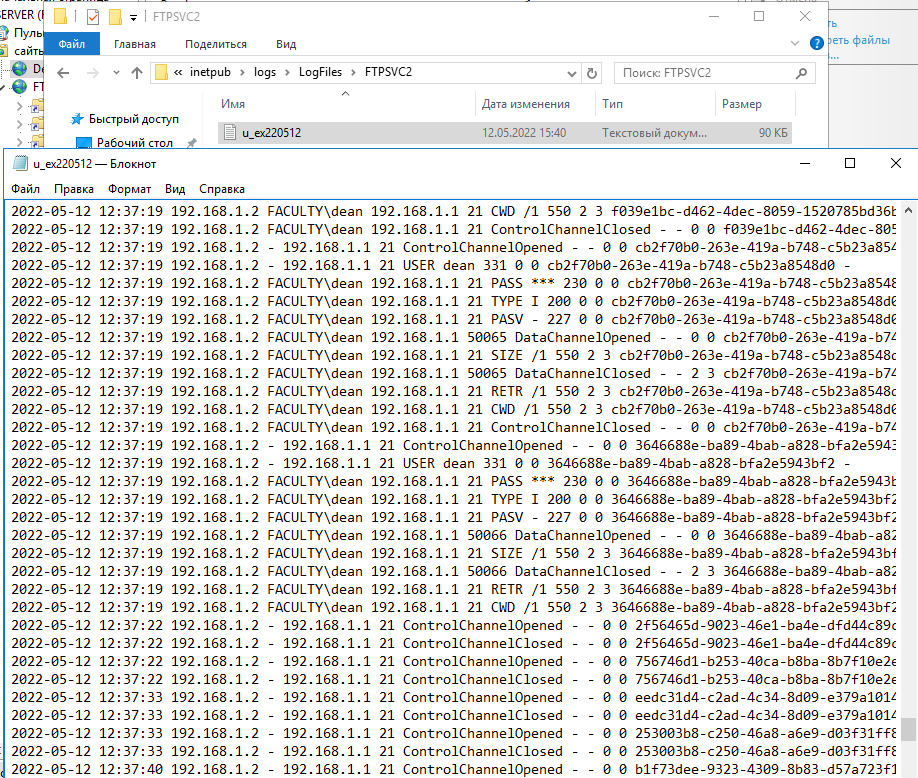 SERVER (
FTPSVC2
Файл Главная Поделиться Вид
« inetpub › logs › LogFiles › FTPSVC2
Поиск: FTPSVC2
сайты
Имя Дата изменения Тип Размер
Быстрый доступ
u_ex220512 12.05.2022 15:40 Текстовый докум... 90 КБ
Рабочий стол
u_ex220512 — Блокнот
Файл Правка Формат Вид Справка
2022-05-12 12:37:19 192.168.1.2 FACULTY\dean 192.168.1.1 21 CWD /1 550 2 3 f039e1bc-d462-4dec-8059-1520785bd36b
2022-05-12 12:37:19 192.168.1.2 FACULTY\dean 192.168.1.1 21 ControlChannelClosed - - 0 0 f039e1bc-d462-4dec-805
2022-05-12 12:37:19 192.168.1.2 - 192.168.1.1 21 ControlChannelOpened - - 0 0 cb2f70b0-263e-419a-b748-c5b23a854
2022-05-12 12:37:19 192.168.1.2 - 192.168.1.1 21 USER dean 331 0 0 cb2f70b0-263e-419a-b748-c5b23a8548d0 -
2022-05-12 12:37:19 192.168.1.2 FACULTY\dean 192.168.1.1 21 PASS *** 230 0 0 cb2f70b0-263e-419a-b748-c5b23a8548
2022-05-12 12:37:19 192.168.1.2 FACULTY\dean 192.168.1.1 21 TYPE I 200 0 0 cb2f70b0-263e-419a-b748-c5b23a8548d0
2022-05-12 12:37:19 192.168.1.2 FACULTY\dean 192.168.1.1 21 PASV - 227 0 0 cb2f70b0-263e-419a-b748-c5b23a8548d0
2022-05-12 12:37:19 192.168.1.2 FACULTY\dean 192.168.1.1 50065 DataChannelOpened - - 0 0 cb2f70b0-263e-419a-b74
2022-05-12 12:37:19 192.168.1.2 FACULTY\dean 192.168.1.1 21 SIZE /1 550 2 3 cb2f70b0-263e-419a-b748-c5b23a8548d
2022-05-12 12:37:19 192.168.1.2 FACULTY\dean 192.168.1.1 50065 DataChannelClosed - - 2 3 cb2f70b0-263e-419a-b74
2022-05-12 12:37:19 192.168.1.2 FACULTY\dean 192.168.1.1 21 RETR /1 550 2 3 cb2f70b0-263e-419a-b748-c5b23a8548d
2022-05-12 12:37:19 192.168.1.2 FACULTY\dean 192.168.1.1 21 CWD /1 550 2 3 cb2f70b0-263e-419a-b748-c5b23a8548d0
2022-05-12 12:37:19 192.168.1.2 FACULTY\dean 192.168.1.1 21 ControlChannelClosed - - 0 0 cb2f70b0-263e-419a-b74
2022-05-12 12:37:19 192.168.1.2 - 192.168.1.1 21 ControlChannelOpened - - 0 0 3646688e-ba89-4bab-a828-bfa2e5943
2022-05-12 12:37:19 192.168.1.2 - 192.168.1.1 21 USER dean 331 0 0 3646688e-ba89-4bab-a828-bfa2e5943bf2 -
2022-05-12 12:37:19 192.168.1.2 FACULTY\dean 192.168.1.1 21 PASS *** 230 0 0 3646688e-ba89-4bab-a828-bfa2e5943b
2022-05-12 12:37:19 192.168.1.2 FACULTY\dean 192.168.1.1 21 TYPE I 200 0 0 3646688e-ba89-4bab-a828-bfa2e5943bf2
2022-05-12 12:37:19 192.168.1.2 FACULTY\dean 192.168.1.1 21 PASV - 227 0 0 3646688e-ba89-4bab-a828-bfa2e5943bf2
2022-05-12 12:37:19 192.168.1.2 FACULTY\dean 192.168.1.1 50066 DataChannelOpened - - 0 0 3646688e-ba89-4bab-a82
2022-05-12 12:37:19 192.168.1.2 FACULTY\dean 192.168.1.1 21 SIZE /1 550 2 3 3646688e-ba89-4bab-a828-bfa2e5943bf
2022-05-12 12:37:19 192.168.1.2 FACULTY\dean 192.168.1.1 50066 DataChannelClosed - - 2 3 3646688e-ba89-4bab-a82
2022-05-12 12:37:19 192.168.1.2 FACULTY\dean 192.168.1.1 21 RETR /1 550 2 3 3646688e-ba89-4bab-a828-bfa2e5943bf
2022-05-12 12:37:19 192.168.1.2 FACULTY\dean 192.168.1.1 21 CWD /1 550 2 3 3646688e-ba89-4bab-a828-bfa2e5943bf2
2022-05-12 12:37:22 192.168.1.2 - 192.168.1.1 21 ControlChannelOpened - - 0 0 2f56465d-9023-46e1-ba4e-dfd44c89c
2022-05-12 12:37:22 192.168.1.2 - 192.168.1.1 21 ControlChannelClosed - - 0 0 2f56465d-9023-46e1-ba4e-dfd44c89c
2022-05-12 12:37:22 192.168.1.2 - 192.168.1.1 21 ControlChannelOpened - - 0 0 756746d1-b253-40ca-b8ba-8b7f10e2e
2022-05-12 12:37:22 192.168.1.2 - 192.168.1.1 21 ControlChannelClosed - - 0 0 756746d1-b253-40ca-b8ba-8b7f10e2e
2022-05-12 12:37:33 192.168.1.2 - 192.168.1.1 21 ControlChannelOpened - - 0 0 eedc31d4-c2ad-4c34-8d09-e379a1014
2022-05-12 12:37:33 192.168.1.2 - 192.168.1.1 21 ControlChannelClosed - - 0 0 eedc31d4-c2ad-4c34-8d09-e379a1014
2022-05-12 12:37:33 192.168.1.2 - 192.168.1.1 21 ControlChannelOpened - - 0 0 253003b8-c250-46a8-a6e9-d03f31ff8
2022-05-12 12:37:33 192.168.1.2 - 192.168.1.1 21 ControlChannelClosed - - 0 0 253003b8-c250-46a8-a6e9-d03f31ff8
2022-05-12 12:37:40 192.168.1.2 - 192.168.1.1 21 ControlChannelOpened - - 0 0 b1f73dee-9323-4309-8b83-d57a723f1